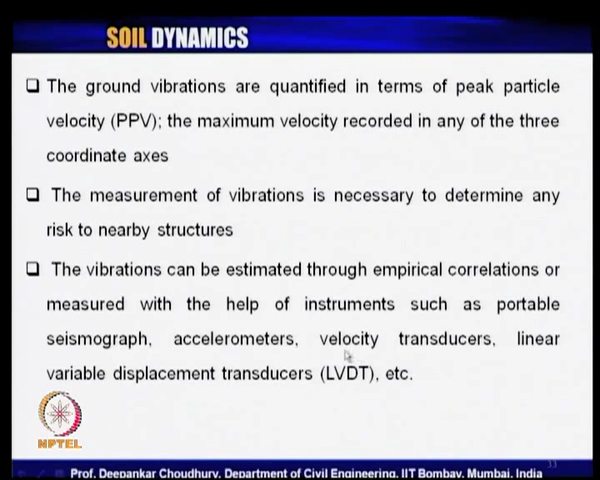 SOIL DYNAMICS
❑ The ground vibrations are quantified in terms of peak particle
velocity (PPV); the maximum velocity recorded in any of the three
coordinate axes
❑ The measurement of vibrations is necessary to determine any
risk to nearby structures
❑ The vibrations can be estimated through empirical correlations or
measured with the help of instruments such as portable
seismograph, accelerometers, velocity transducers, linear
variable displacement transducers (LVDT), etc.
NPTEL
33
Prof. Deepankar Choudhury, Department of Civil Engineering, IIT Bombay, Mumbai, India